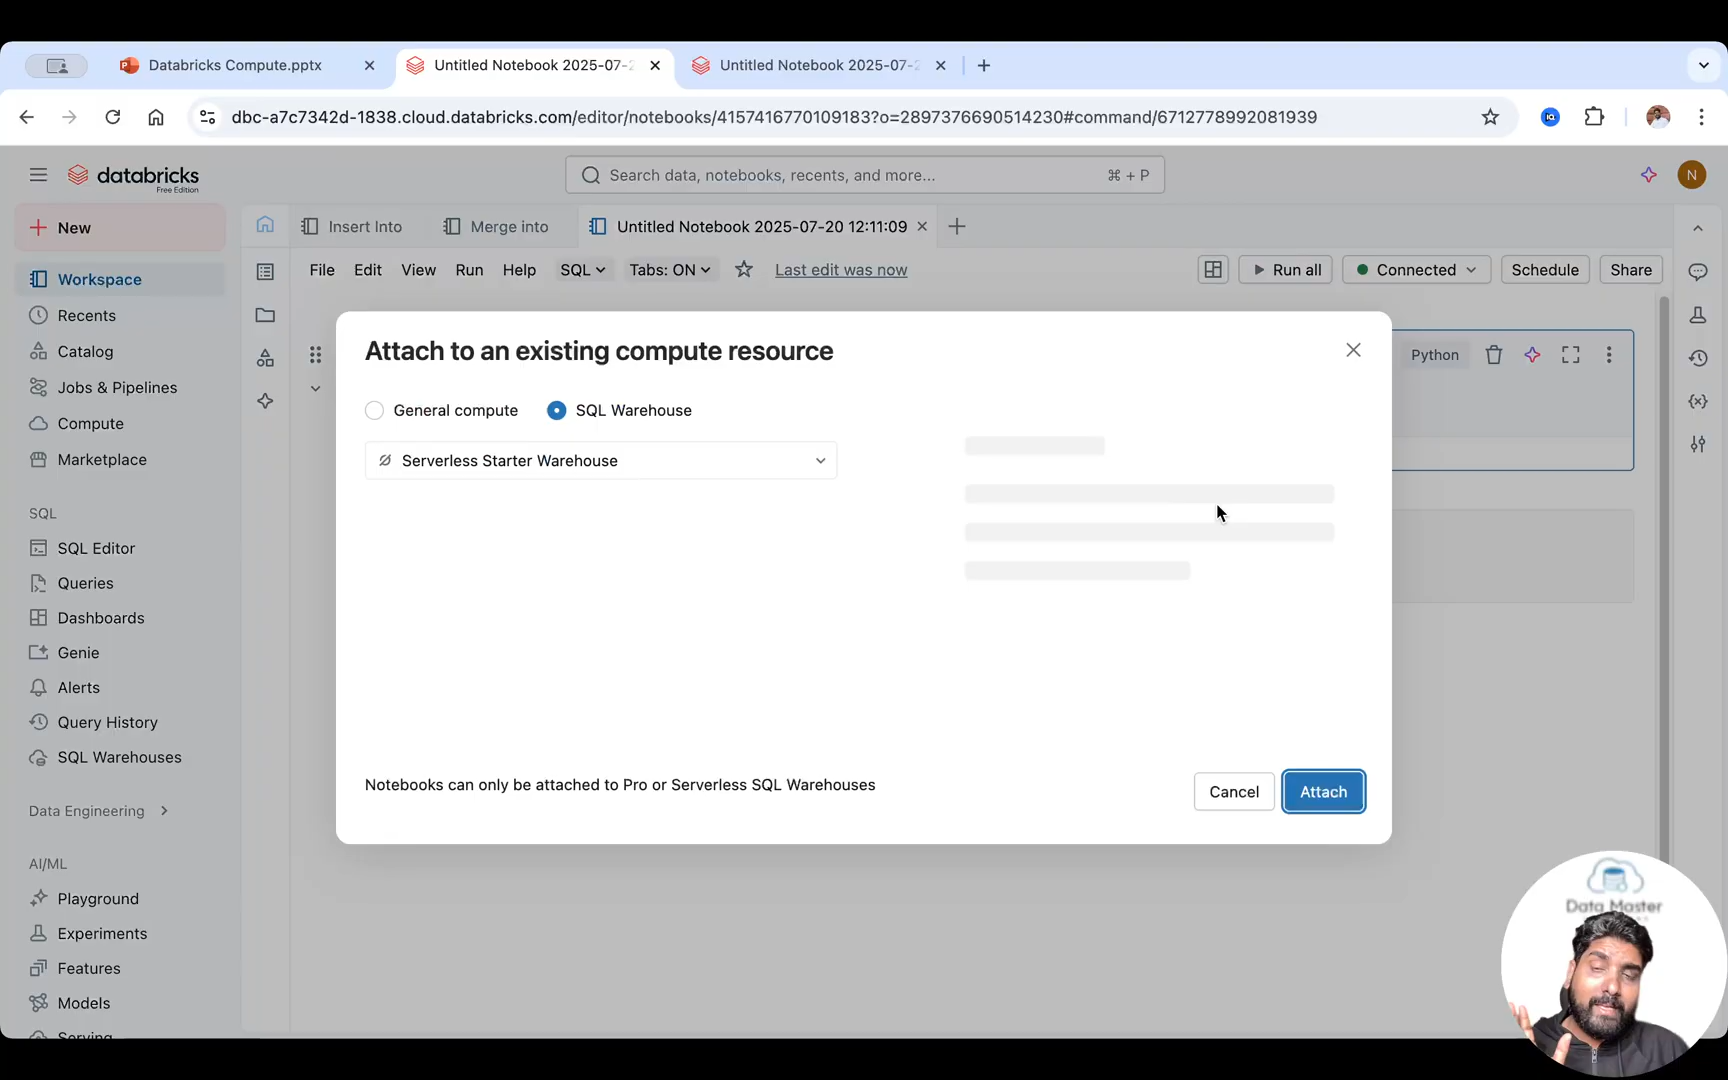 Databricks Compute.pptx
Untitled Notebook 2025-07-2
Untitled Notebook 2025-07-2
dbc-a7c7342d-1838.cloud.databricks.com/editor/notebooks/4157416770109183?o=2897376690514230#command/6712778992081939
databricks
Free Edition
Search data, notebooks, recents, and more...
⌘ + P
N
New
Insert Into
Merge into
Untitled Notebook 2025-07-20 12:11:09
Workspace
File Edit View Run Help SQL Tabs: ON Last edit was now
Run all Connected Schedule Share
Recents
Catalog
Jobs & Pipelines
Compute
Marketplace
SQL
SQL Editor
Queries
Dashboards
Genie
Alerts
Query History
SQL Warehouses
Data Engineering
AI/ML
Playground
Experiments
Features
Models
Serving
Python
Attach to an existing compute resource
General compute
SQL Warehouse
Serverless Starter Warehouse
Notebooks can only be attached to Pro or Serverless SQL Warehouses
Cancel
Attach
Data Master